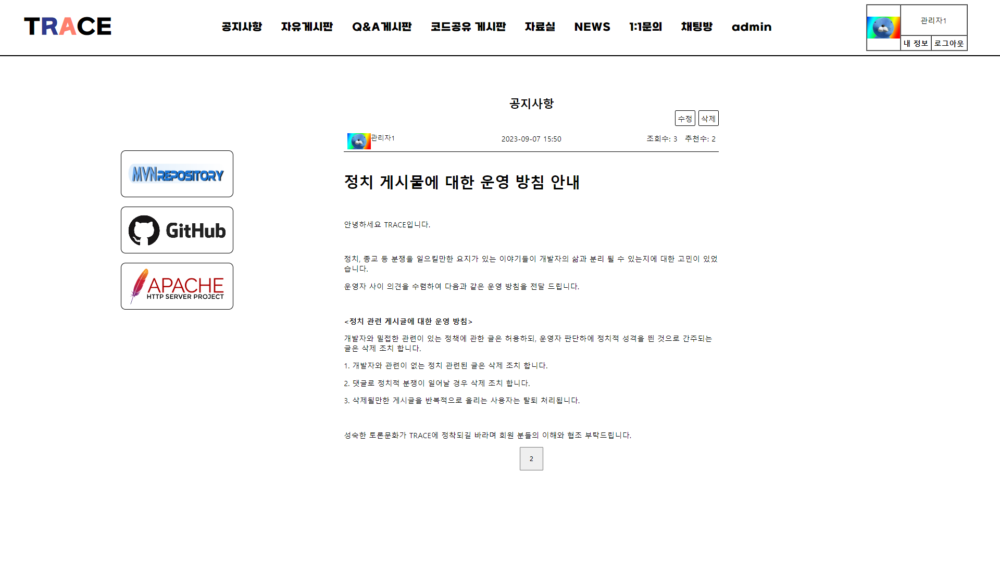 TRACE
공지사항 자유게시판 Q&A게시판 코드공유 게시판 자료실 NEWS 1:1문의 채팅방 admin
관리자1
내 정보 로그아웃
공지사항
수정 삭제
관리자1 2023-09-07 15:50 조회수: 3 추천수: 2
MVNREPOSITORY
GitHub
APACHE
HTTP SERVER PROJECT
정치 게시물에 대한 운영 방침 안내
안녕하세요 TRACE입니다.
정치, 종교 등 분쟁을 일으킬만한 요지가 있는 이야기들이 개발자의 삶과 분리 될 수 있는지에 대한 고민이 있었
습니다.
운영자 사이 의견을 수렴하여 다음과 같은 운영 방침을 전달 드립니다.
<정치 관련 게시글에 대한 운영 방침>
개발자와 밀접한 관련이 있는 정책에 관한 글은 허용하되, 운영자 판단하에 정치적 성격을 띈 것으로 간주되는
글은 삭제 조치 합니다.
1. 개발자와 관련이 없는 정치 관련된 글은 삭제 조치 합니다.
2. 댓글로 정치적 분쟁이 일어날 경우 삭제 조치 합니다.
3. 삭제될만한 게시글을 반복적으로 올리는 사용자는 탈퇴 처리됩니다.
성숙한 토론문화가 TRACE에 정착되길 바라며 회원 분들의 이해와 협조 부탁드립니다.
2